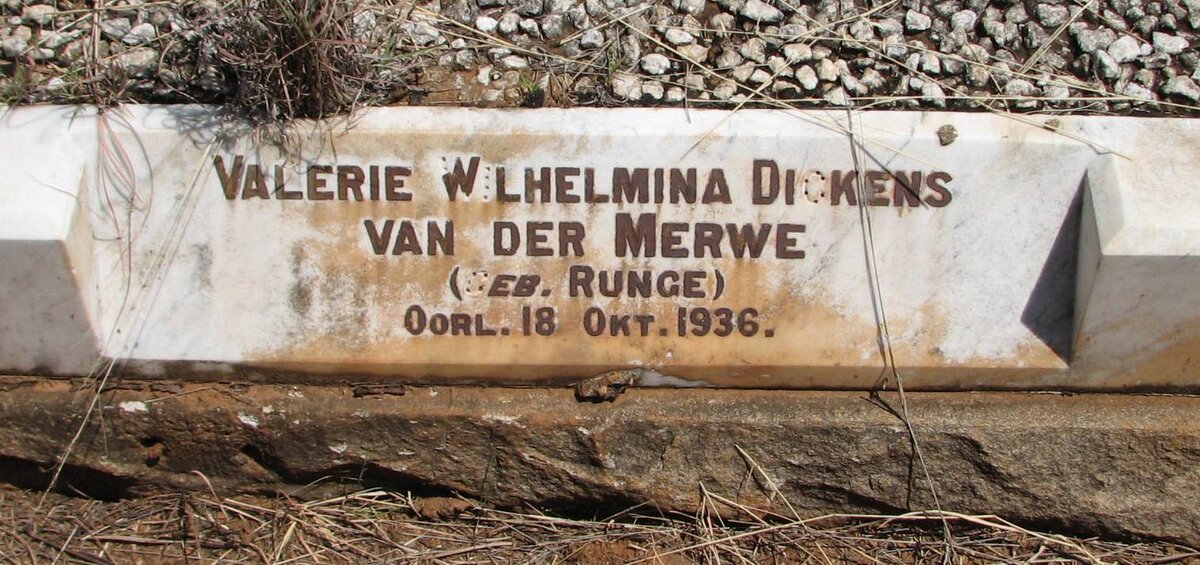 VALERIE WILHELMINA DICKENS
VAN DER MERWE
(GEB. RUNGE)
OORL. 18 OKT. 1936.